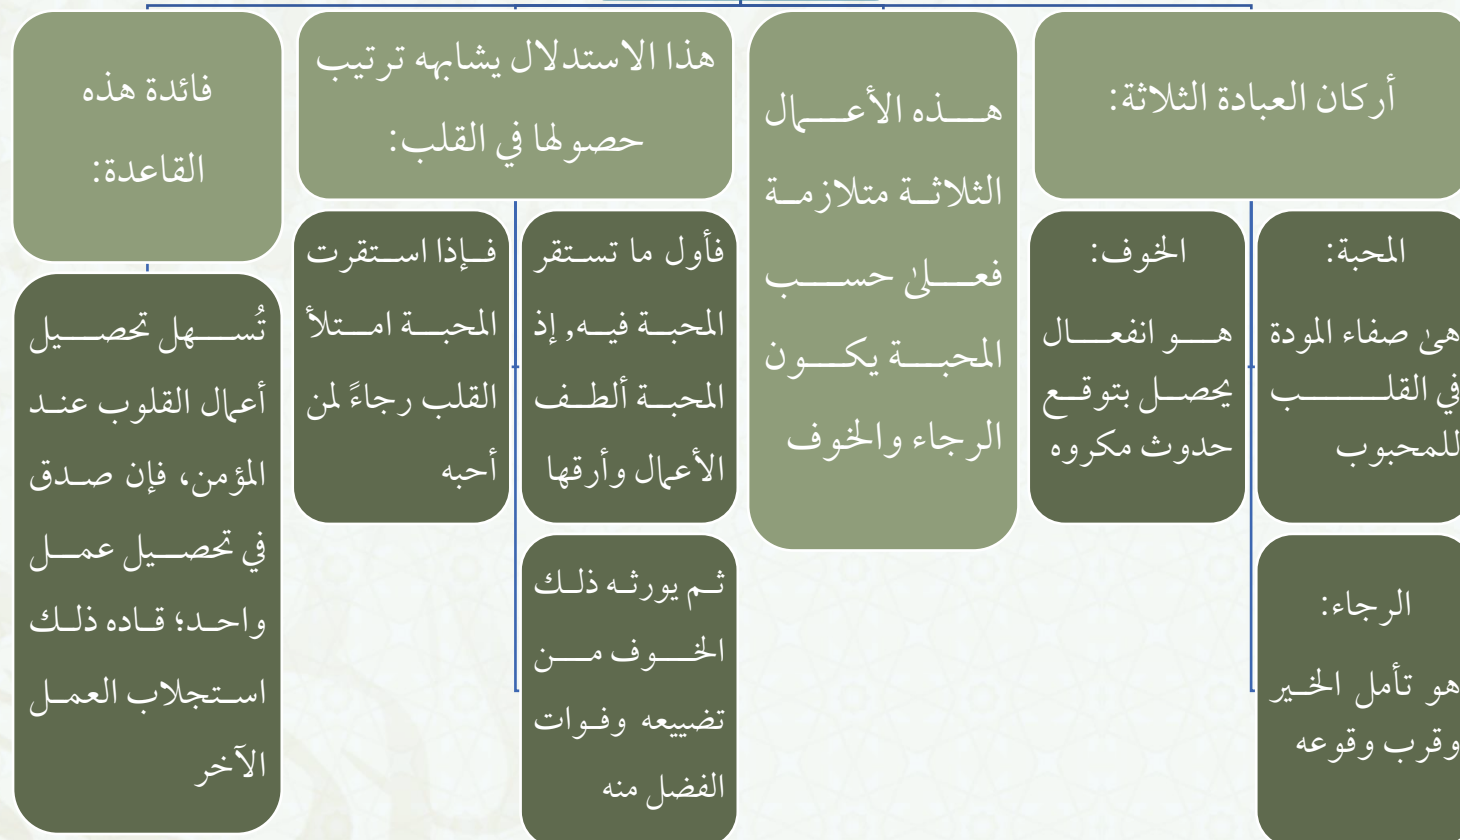 أركان العبادة الثلاثة:
المحبة:
هى صفاء المودة
في القلب
للمحبوب
الخوف:
هو انفعال
يحصل بتوقع
حدوث مكروه
الرجاء:
هو تأمل الخير
وقرب وقوعه
هذه الأعمال
الثلاثة متلازمة
فعلى حسب
المحبة يكون
الرجاء والخوف
هذا الاستدلال يشابهه ترتيب
حصولها في القلب:
فأول ما تستقر
المحبة فيه, إذ
المحبة ألطف
الأعمال وأرقها
فإذا استقرت
المحبة امتلأ
القلب رجاءً لمن
أحبه
ثم يورثه ذلك
الخوف من
تضييعه وفوات
الفضل منه
فائدة هذه
القاعدة:
تُسهل تحصيل
أعمال القلوب عند
المؤمن، فإن صدق
في تحصيل عمل
واحد؛ قاده ذلك
استجلاب العمل
الآخر